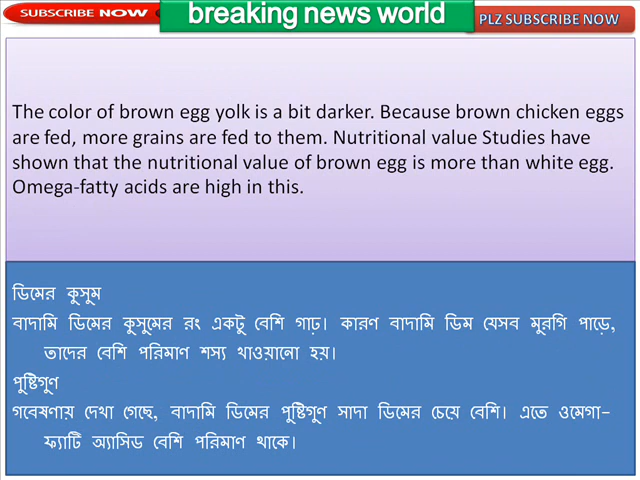 SUBSCRIBE NOW
breaking news world
PLZ SUBSCRIBE NOW
The color of brown egg yolk is a bit darker. Because brown chicken eggs
are fed, more grains are fed to them. Nutritional value Studies have
shown that the nutritional value of brown egg is more than white egg.
Omega-fatty acids are high in this.
ডিমের কুসুম
বাদামি ডিমের কুসুমের রং একটু বেশি গাঢ়। কারণ বাদামি ডিম যেসব মুরগি পাড়ে,
তাদের বেশি পরিমাণ শস্য খাওয়ানো হয়।
পুষ্টিগুণ
গবেষণায় দেখা গেছে, বাদামি ডিমের পুষ্টিগুণ সাদা ডিমের চেয়ে বেশি। এতে ওমেগা-
ফ্যাটি অ্যাসিড বেশি পরিমাণ থাকে।